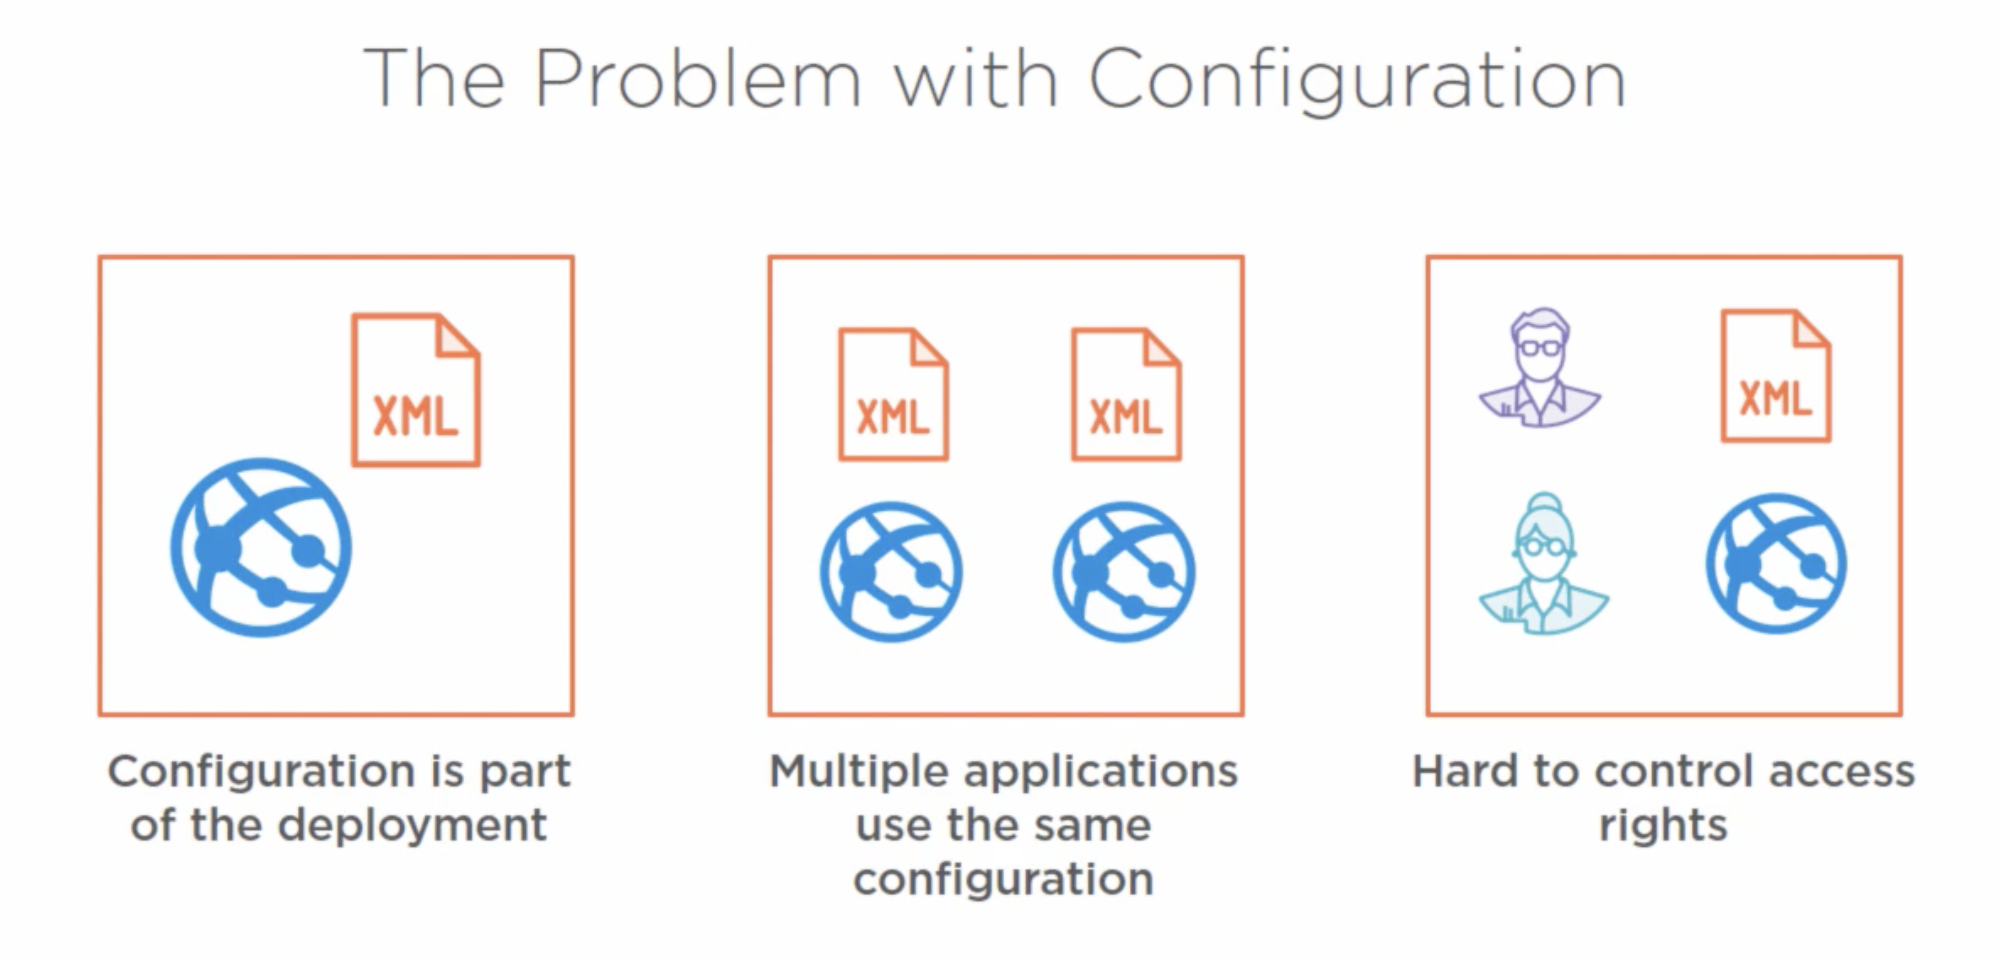 The Problem with Configuration
XML
XML
XML
XML
Configuration is part
of the deployment
Multiple applications
use the same
configuration
Hard to control access
rights